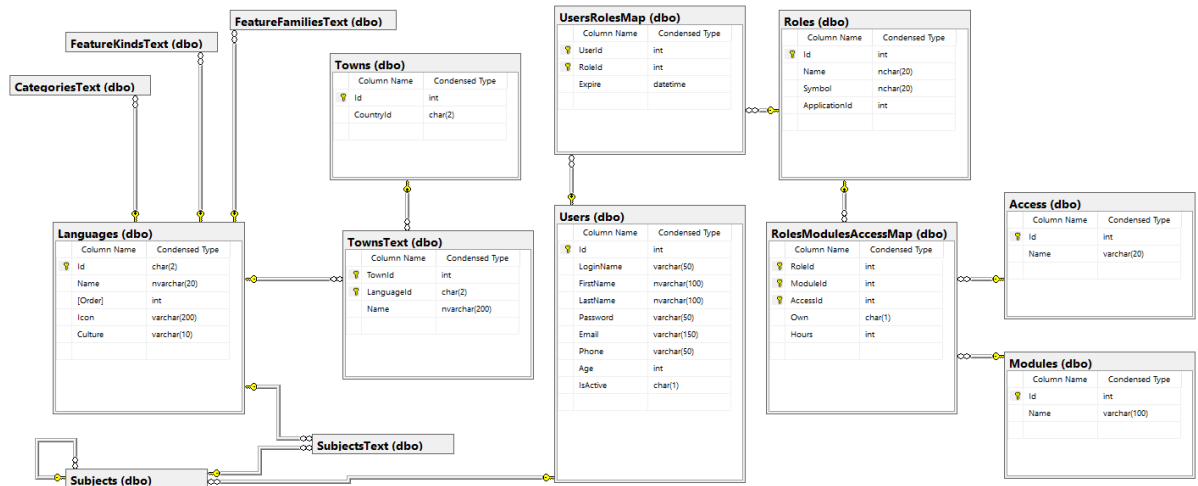 FeatureFamiliesText (dbo)
FeatureKindsText (dbo)
CategoriesText (dbo)
Towns (dbo)
Column Name Condensed Type
Id int
CountryId char(2)
UsersRolesMap (dbo)
Column Name Condensed Type
UserId int
RoleId int
Expire datetime
Roles (dbo)
Column Name Condensed Type
Id int
Name nchar(20)
Symbol nchar(20)
ApplicationId int
Languages (dbo)
Column Name Condensed Type
Id char(2)
Name nvarchar(20)
[Order] int
Icon varchar(200)
Culture varchar(10)
TownsText (dbo)
Column Name Condensed Type
TownId int
LanguageId char(2)
Name nvarchar(200)
Users (dbo)
Column Name Condensed Type
Id int
LoginName varchar(50)
FirstName nvarchar(100)
LastName nvarchar(100)
Password varchar(50)
Email varchar(150)
Phone varchar(50)
Age int
IsActive char(1)
RolesModulesAccessMap (dbo)
Column Name Condensed Type
RoleId int
ModuleId int
AccessId int
Own char(1)
Hours int
Access (dbo)
Column Name Condensed Type
Id int
Name varchar(20)
Modules (dbo)
Column Name Condensed Type
Id int
Name varchar(100)
SubjectsText (dbo)
Subjects (dbo)